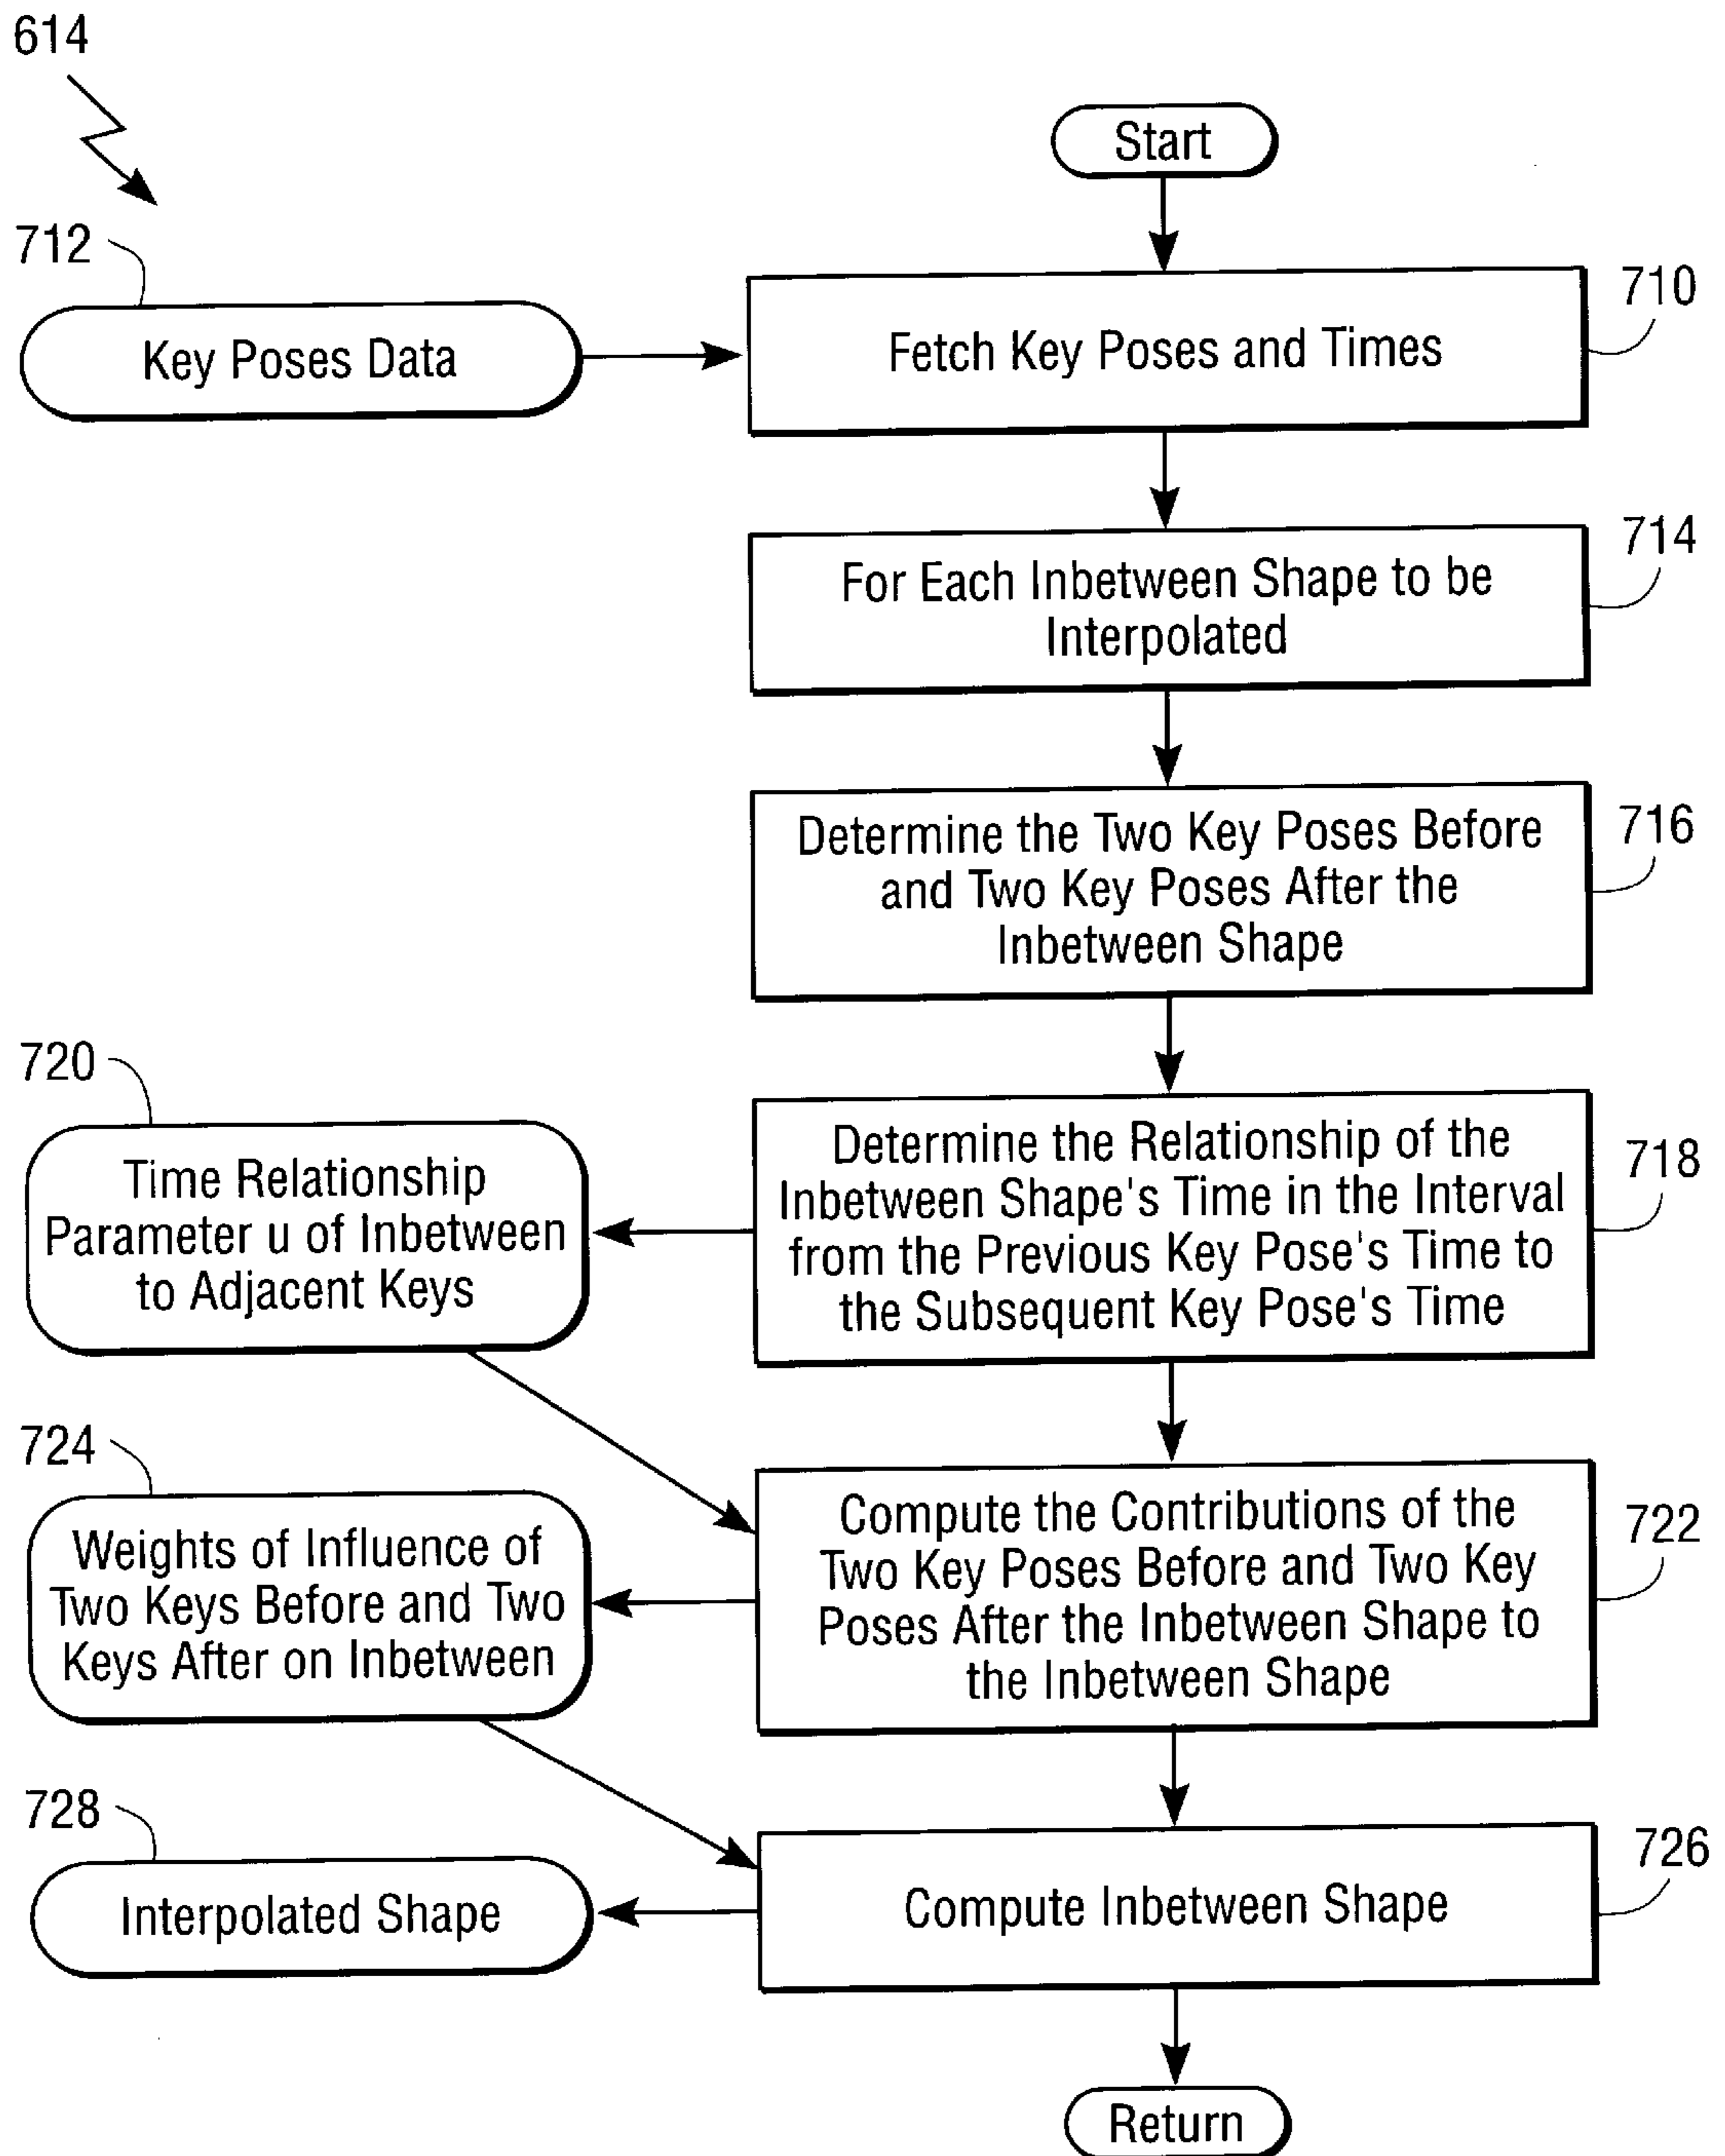 614
Start
712
710
Key Poses Data
Fetch Key Poses and Times
714
For Each Inbetween Shape to be
Interpolated
716
Determine the Two Key Poses Before
and Two Key Poses After the
Inbetween Shape
720
718
Time Relationship
Parameter u of Inbetween
to Adjacent Keys
Determine the Relationship of the
Inbetween Shape's Time in the Interval
from the Previous Key Pose's Time to
the Subsequent Key Pose's Time
724
722
Weights of Influence of
Two Keys Before and Two
Keys After on Inbetween
Compute the Contributions of the
Two Key Poses Before and Two Key
Poses After the Inbetween Shape to
the Inbetween Shape
728
726
Interpolated Shape
Compute Inbetween Shape
Return